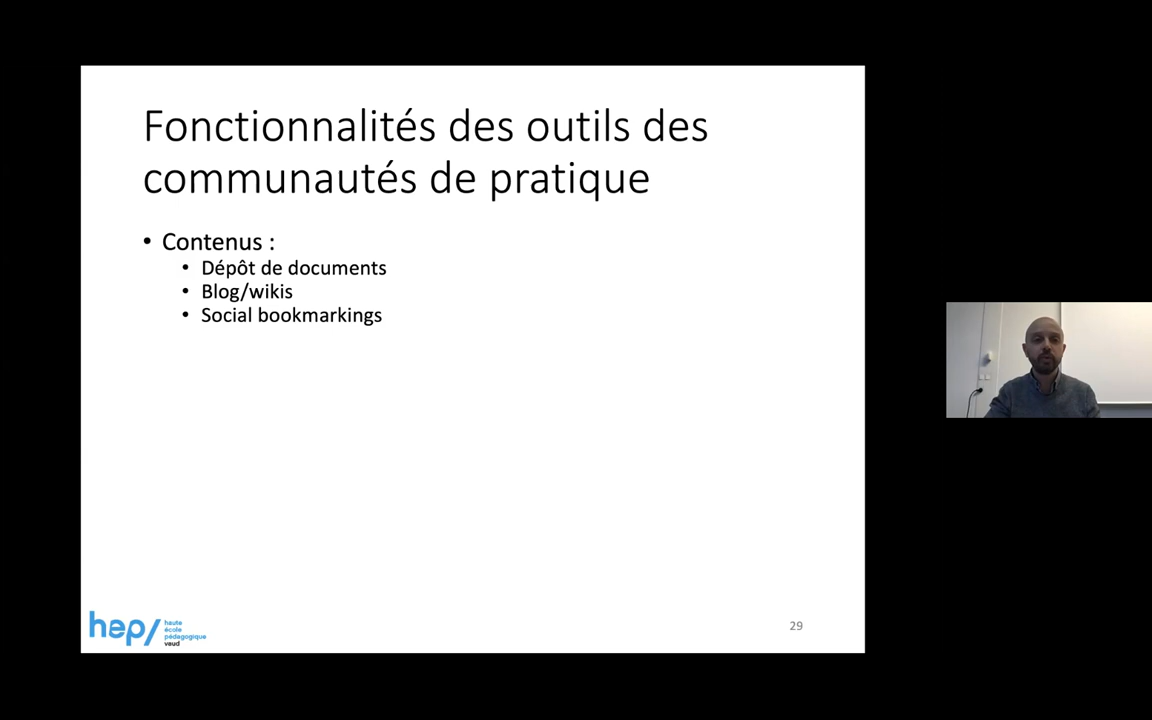 Fonctionnalités des outils des
communautés de pratique
• Contenus :
• Dépôt de documents
• Blog/wikis
• Social bookmarkings
hep/
haute
école
pédagogique
vaud
29